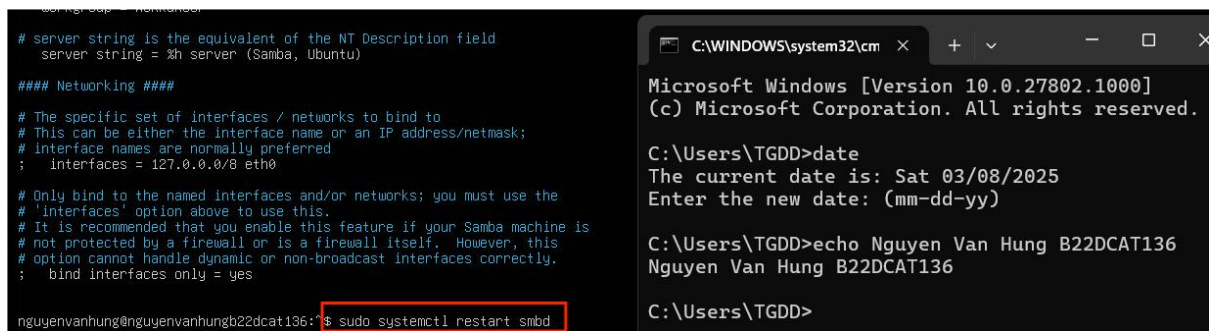 # server string is the equivalent of the NT Description field
server string = %h server (Samba, Ubuntu)
#### Networking ####
# The specific set of interfaces / networks to bind to
# This can be either the interface name or an IP address/netmask;
# interface names are normally preferred
;   interfaces = 127.0.0.0/8 eth0
# Only bind to the named interfaces and/or networks; you must use the
# 'interfaces' option above to use this.
# It is recommended that you enable this feature if your Samba machine is
# not protected by a firewall or is a firewall itself.  However, this
# option cannot handle dynamic or non-broadcast interfaces correctly.
;   bind interfaces only = yes
nguyenvanhung@nguyenvanhungb22dcat136:~$ sudo systemctl restart smbd
C:\WINDOWS\system32\cm
Microsoft Windows [Version 10.0.27802.1000]
(c) Microsoft Corporation. All rights reserved.
C:\Users\TGDD>date
The current date is: Sat 03/08/2025
Enter the new date: (mm-dd-yy)
C:\Users\TGDD>echo Nguyen Van Hung B22DCAT136
Nguyen Van Hung B22DCAT136
C:\Users\TGDD>